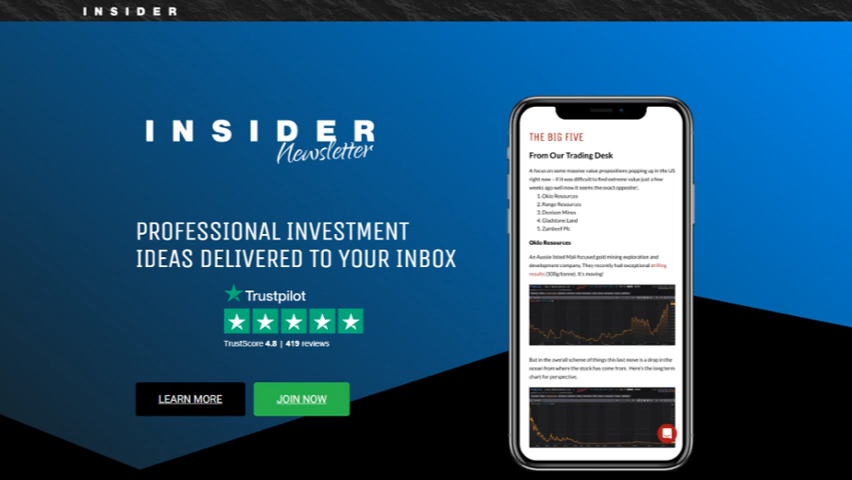 INSIDER
INSIDER
Newsletter
PROFESSIONAL INVESTMENT
IDEAS DELIVERED TO YOUR INBOX
Trustpilot
TrustScore 4.8 | 419 reviews
LEARN MORE
JOIN NOW
THE BIG FIVE
From Our Trading Desk
A focus on some massive value propositions popping up in the US
right now – if it was difficult to find extreme value just a few
weeks ago well now it seems the exact opposite!.
1. Oklo Resources
2. Range Resources
3. Denison Mines
4. Gladstone Land
5. Zambeef Plc
Oklo Resources
An Aussie listed Mali focused gold mining exploration and
development company. They recently had exceptional drilling
results (108g/tonne). It's moving!
But in the overall scheme of things this last move is a drop in the
ocean from where the stock has come from. Here's the long term
chart for perspective.